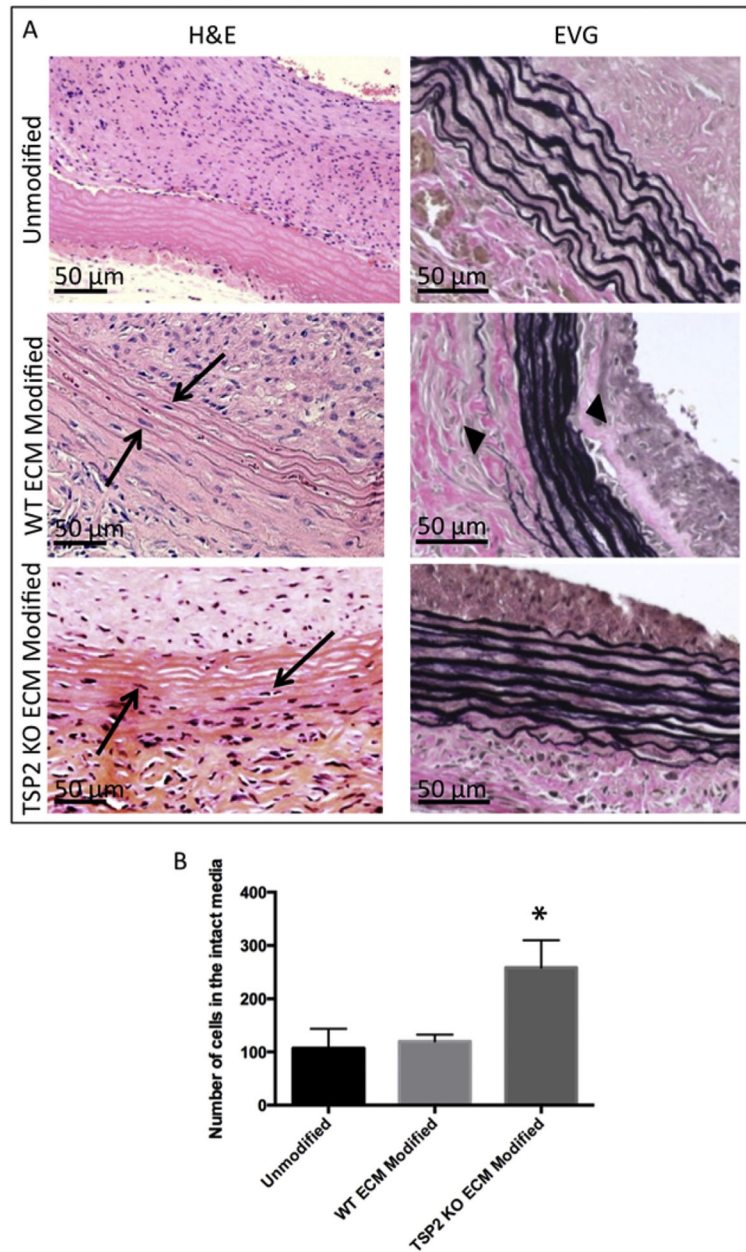 A
H&E
EVG
Unmodified
50 μm
50 μm
WT ECM Modified
50 μm
50 μm
TSP2 KO ECM Modified
50 μm
50 μm
B
Number of cells in the intact media
400
300
200
100
0
*
Unmodified
WT ECM Modified
TSP2 KO ECM Modified